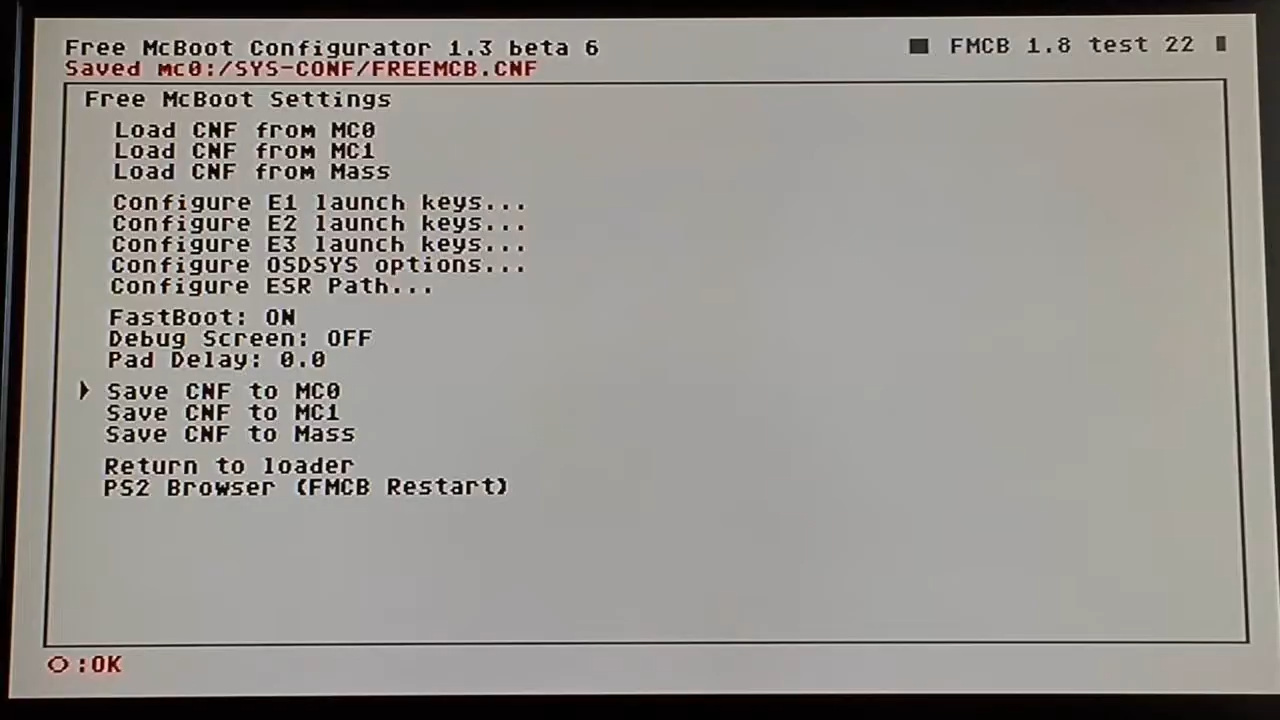 Free McBoot Configurator 1.3 beta 6
FMCB 1.8 test 22
Saved mc0:/SYS-CONF/FREEMCB.CNF
Free McBoot Settings
Load CNF from MC0
Load CNF from MC1
Load CNF from Mass
Configure E1 launch keys...
Configure E2 launch keys...
Configure E3 launch keys...
Configure OSDSYS options...
Configure ESR Path...
FastBoot: ON
Debug Screen: OFF
Pad Delay: 0.0
Save CNF to MC0
Save CNF to MC1
Save CNF to Mass
Return to loader
PS2 Browser (FMCB Restart)
O:OK